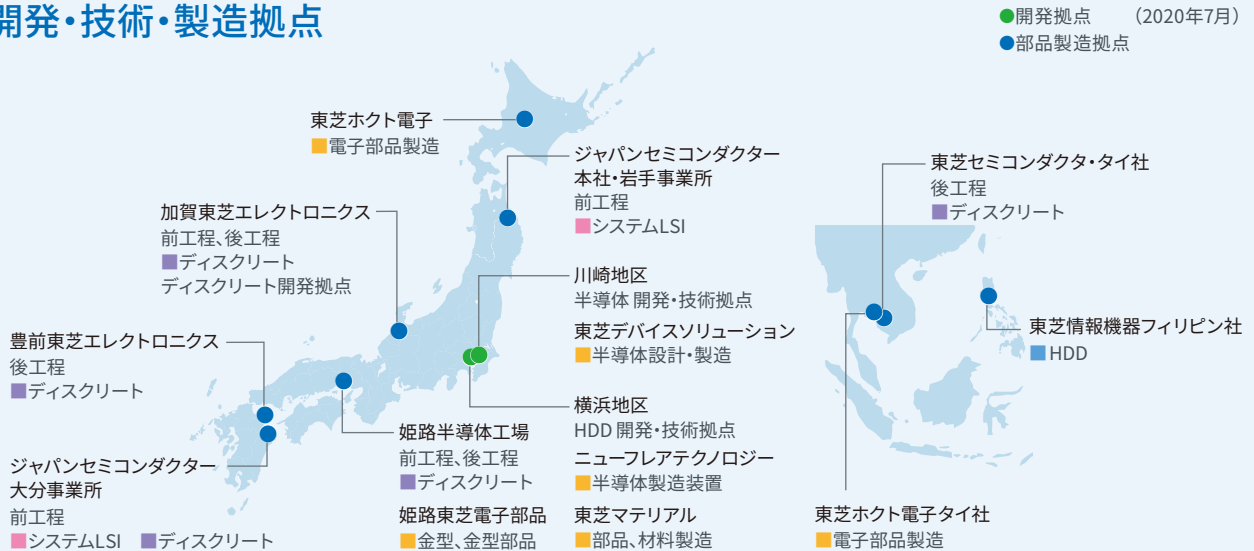 開発・技術・製造拠点
●開発拠点 (2020年7月)
●部品製造拠点
東芝ホクト電子
■電子部品製造
ジャパンセミコンダクター
本社・岩手事業所
前工程
■システムLSI
加賀東芝エレクトロニクス
前工程、後工程
■ディスクリート
ディスクリート開発拠点
川崎地区
半導体 開発・技術拠点
東芝デバイスソリューション
■半導体設計・製造
豊前東芝エレクトロニクス
後工程
■ディスクリート
横浜地区
HDD 開発・技術拠点
ニューフレアテクノロジー
■半導体製造装置
東芝マテリアル
■部品、材料製造
姫路半導体工場
前工程、後工程
■ディスクリート
姫路東芝電子部品
■金型、金型部品
ジャパンセミコンダクター
大分事業所
前工程
■システムLSI ■ディスクリート
東芝セミコンダクタ・タイ社
後工程
■ディスクリート
東芝情報機器フィリピン社
■HDD
東芝ホクト電子タイ社
■電子部品製造